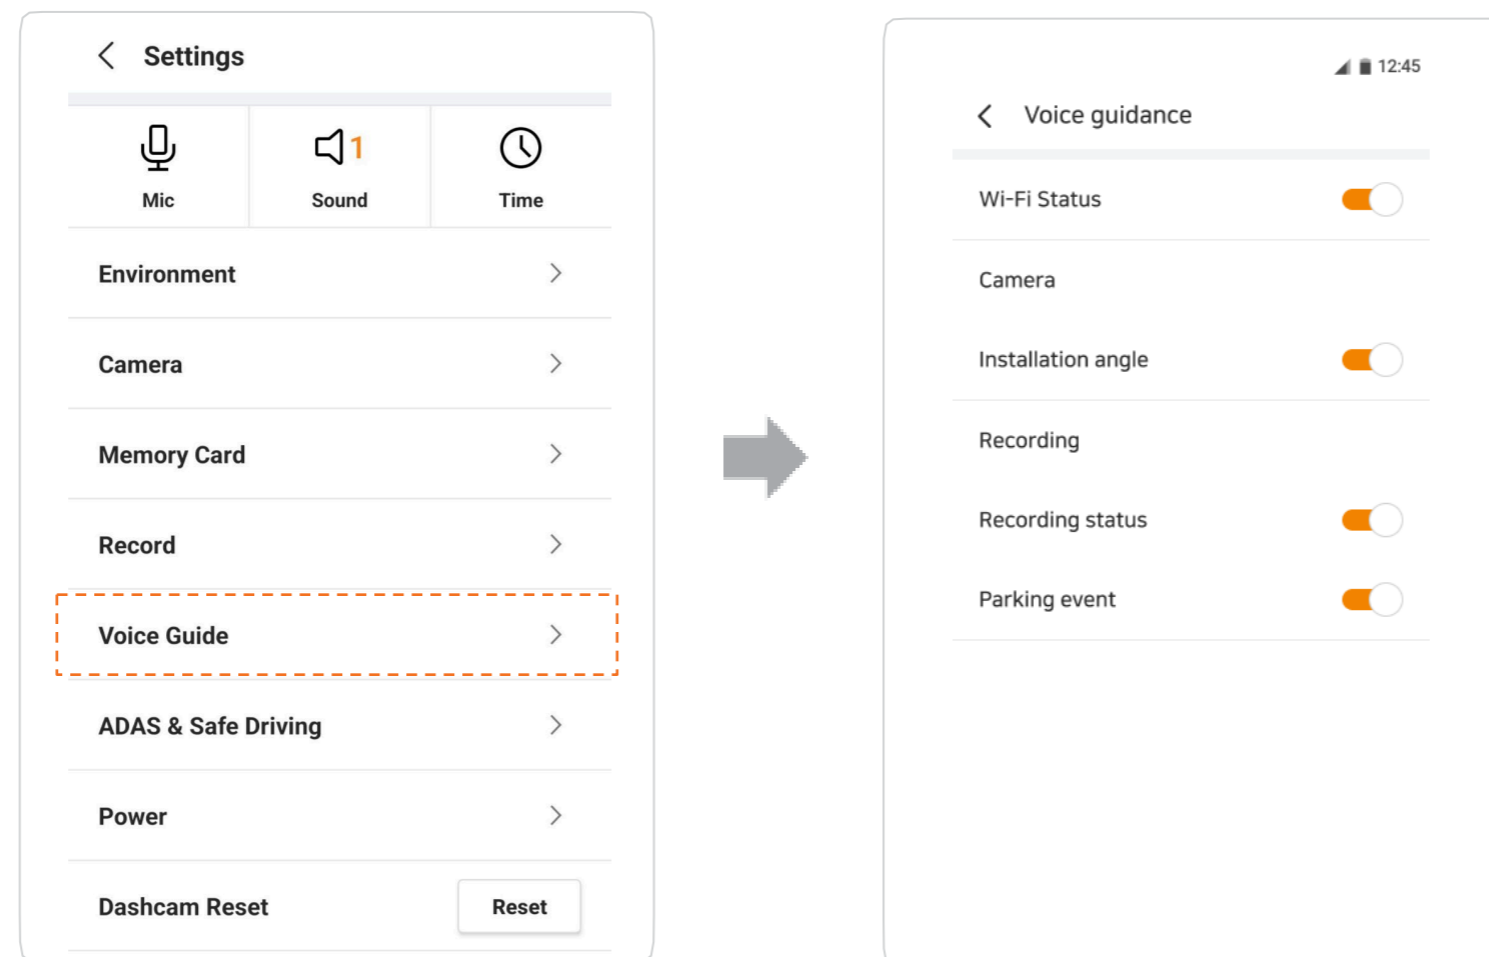 Settings
1
Mic
Sound
Time
Environment
Camera
Memory Card
Record
Voice Guide
ADAS & Safe Driving
Power
Dashcam Reset
Reset
12:45
Voice guidance
Wi-Fi Status
Camera
Installation angle
Recording
Recording status
Parking event